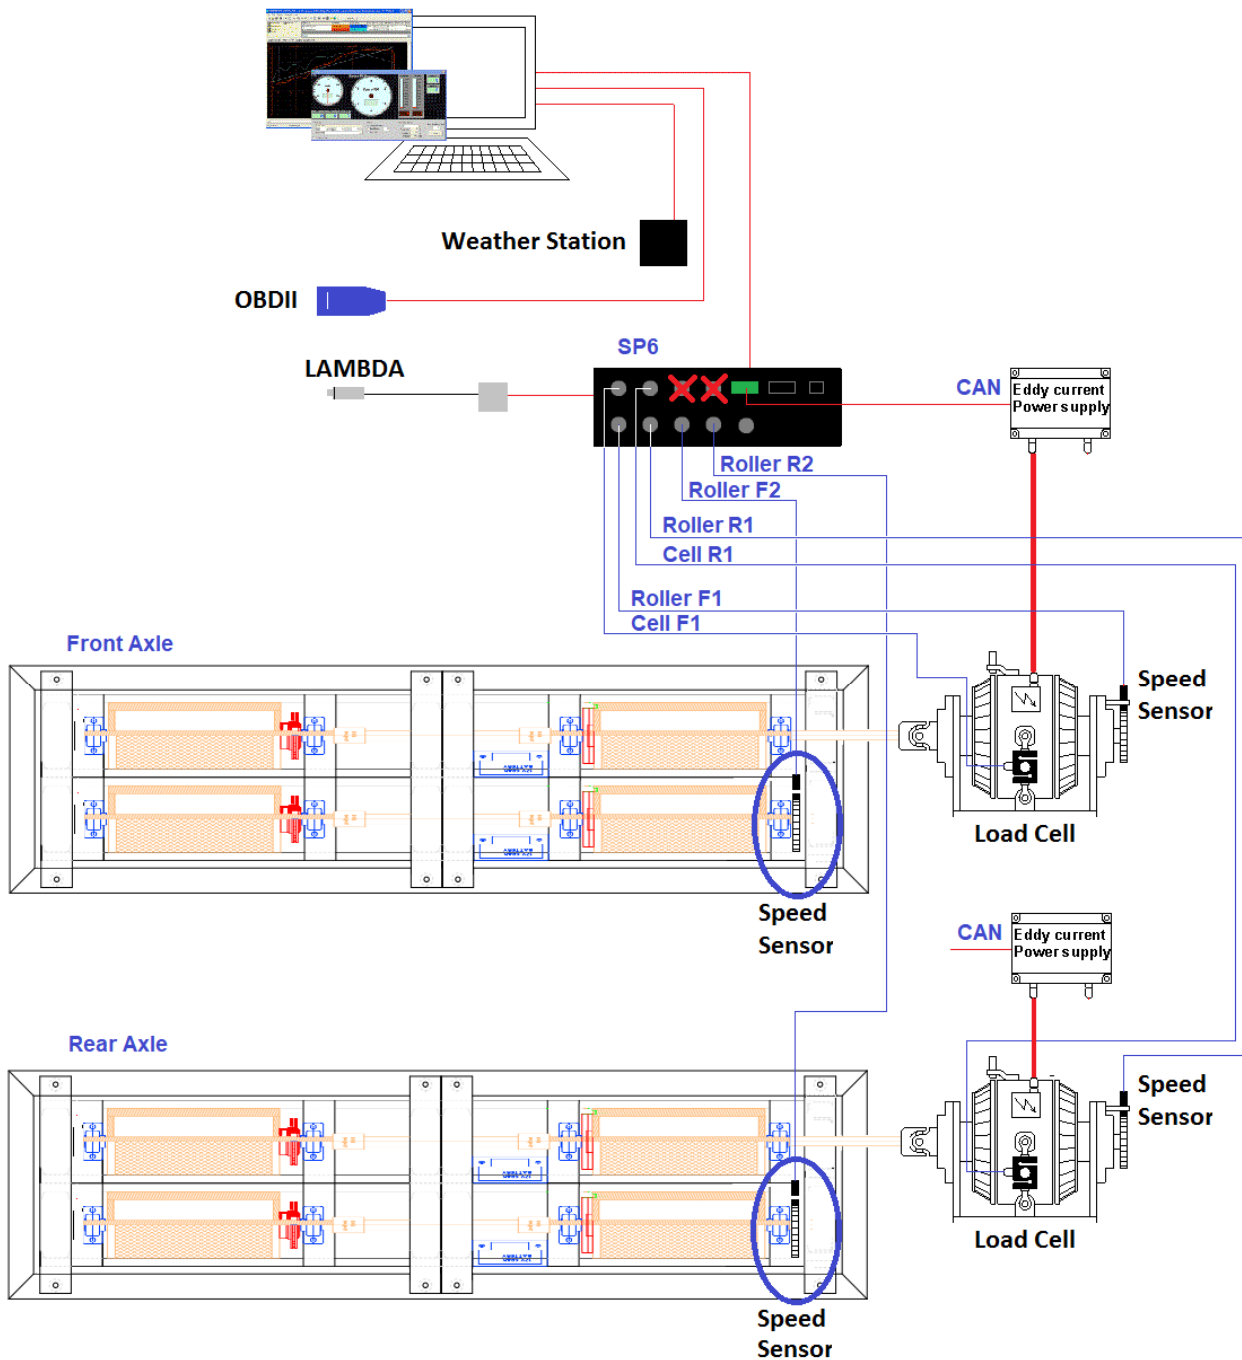 Weather Station
OBDII
SP6
LAMBDA
CAN
Eddy current
Power supply
Roller R2
Roller F2
Roller R1
Cell R1
Roller F1
Cell F1
Front Axle
Speed
Sensor
Load Cell
Speed
Sensor
CAN
Eddy current
Power supply
Rear Axle
Speed
Sensor
Load Cell
Speed
Sensor